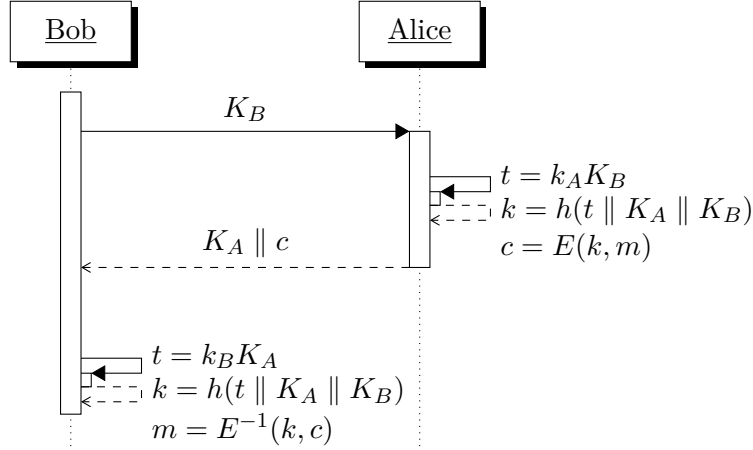 Bob
Alice
K_B
t = k_A K_B
k = h(t ∥ K_A ∥ K_B)
c = E(k, m)
K_A ∥ c
t = k_B K_A
k = h(t ∥ K_A ∥ K_B)
m = E^{-1}(k, c)